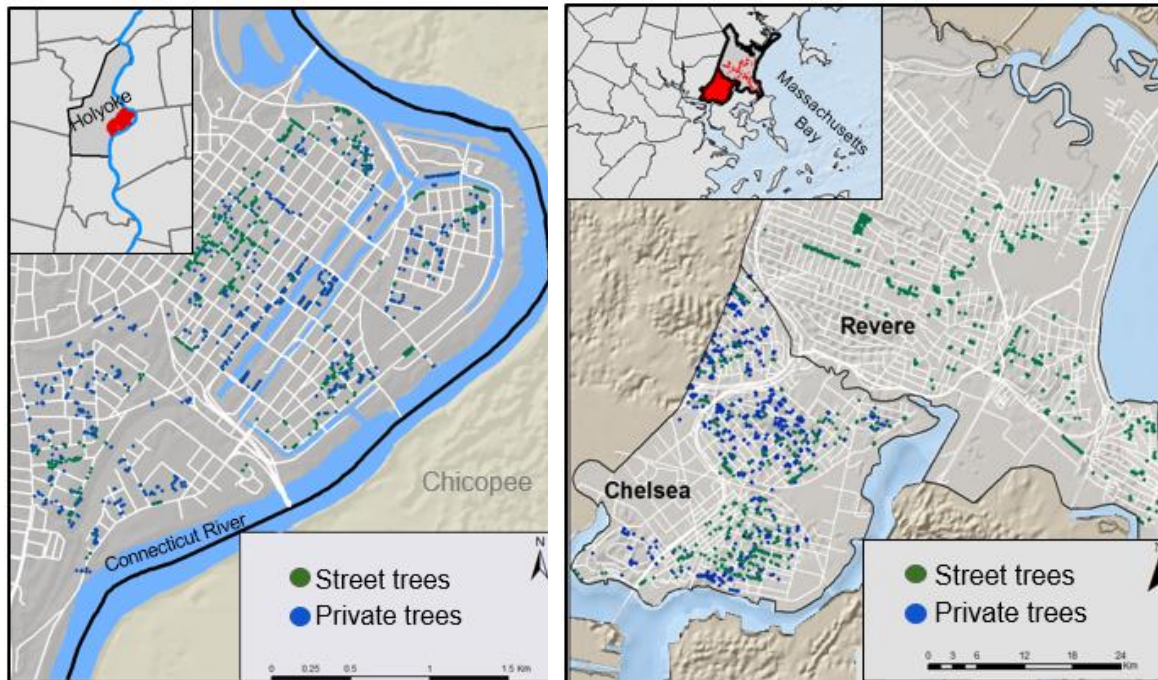 Holyoke
Chicopee
Connecticut River
N
Street trees
Private trees
0 0.25 0.5 1 1.5 Km
Massachusetts
Bay
Revere
Chelsea
Street trees
Private trees
0 3 6 12 18 24
Km